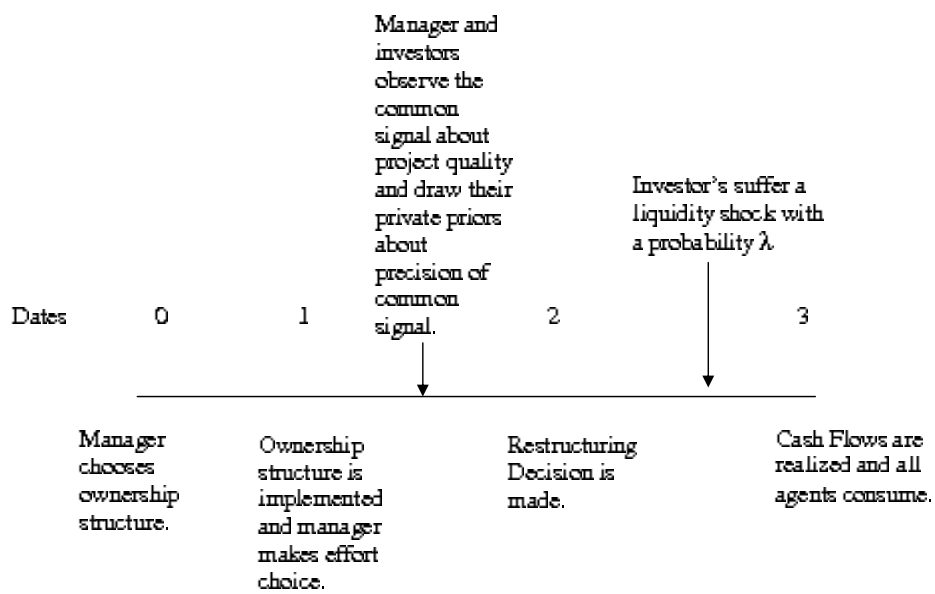 Manager and
investors
observe the
common
signal about
project quality
and draw their
private priors
about
precision of
common
signal.
Investor's suffer a
liquidity shock with
a probability λ
Dates 0 1 2 3
Manager
chooses
ownership
structure.
Ownership
structure is
implemented
and manager
makes effort
choice.
Restructuring
Decision is
made.
Cash Flows are
realized and all
agents consume.